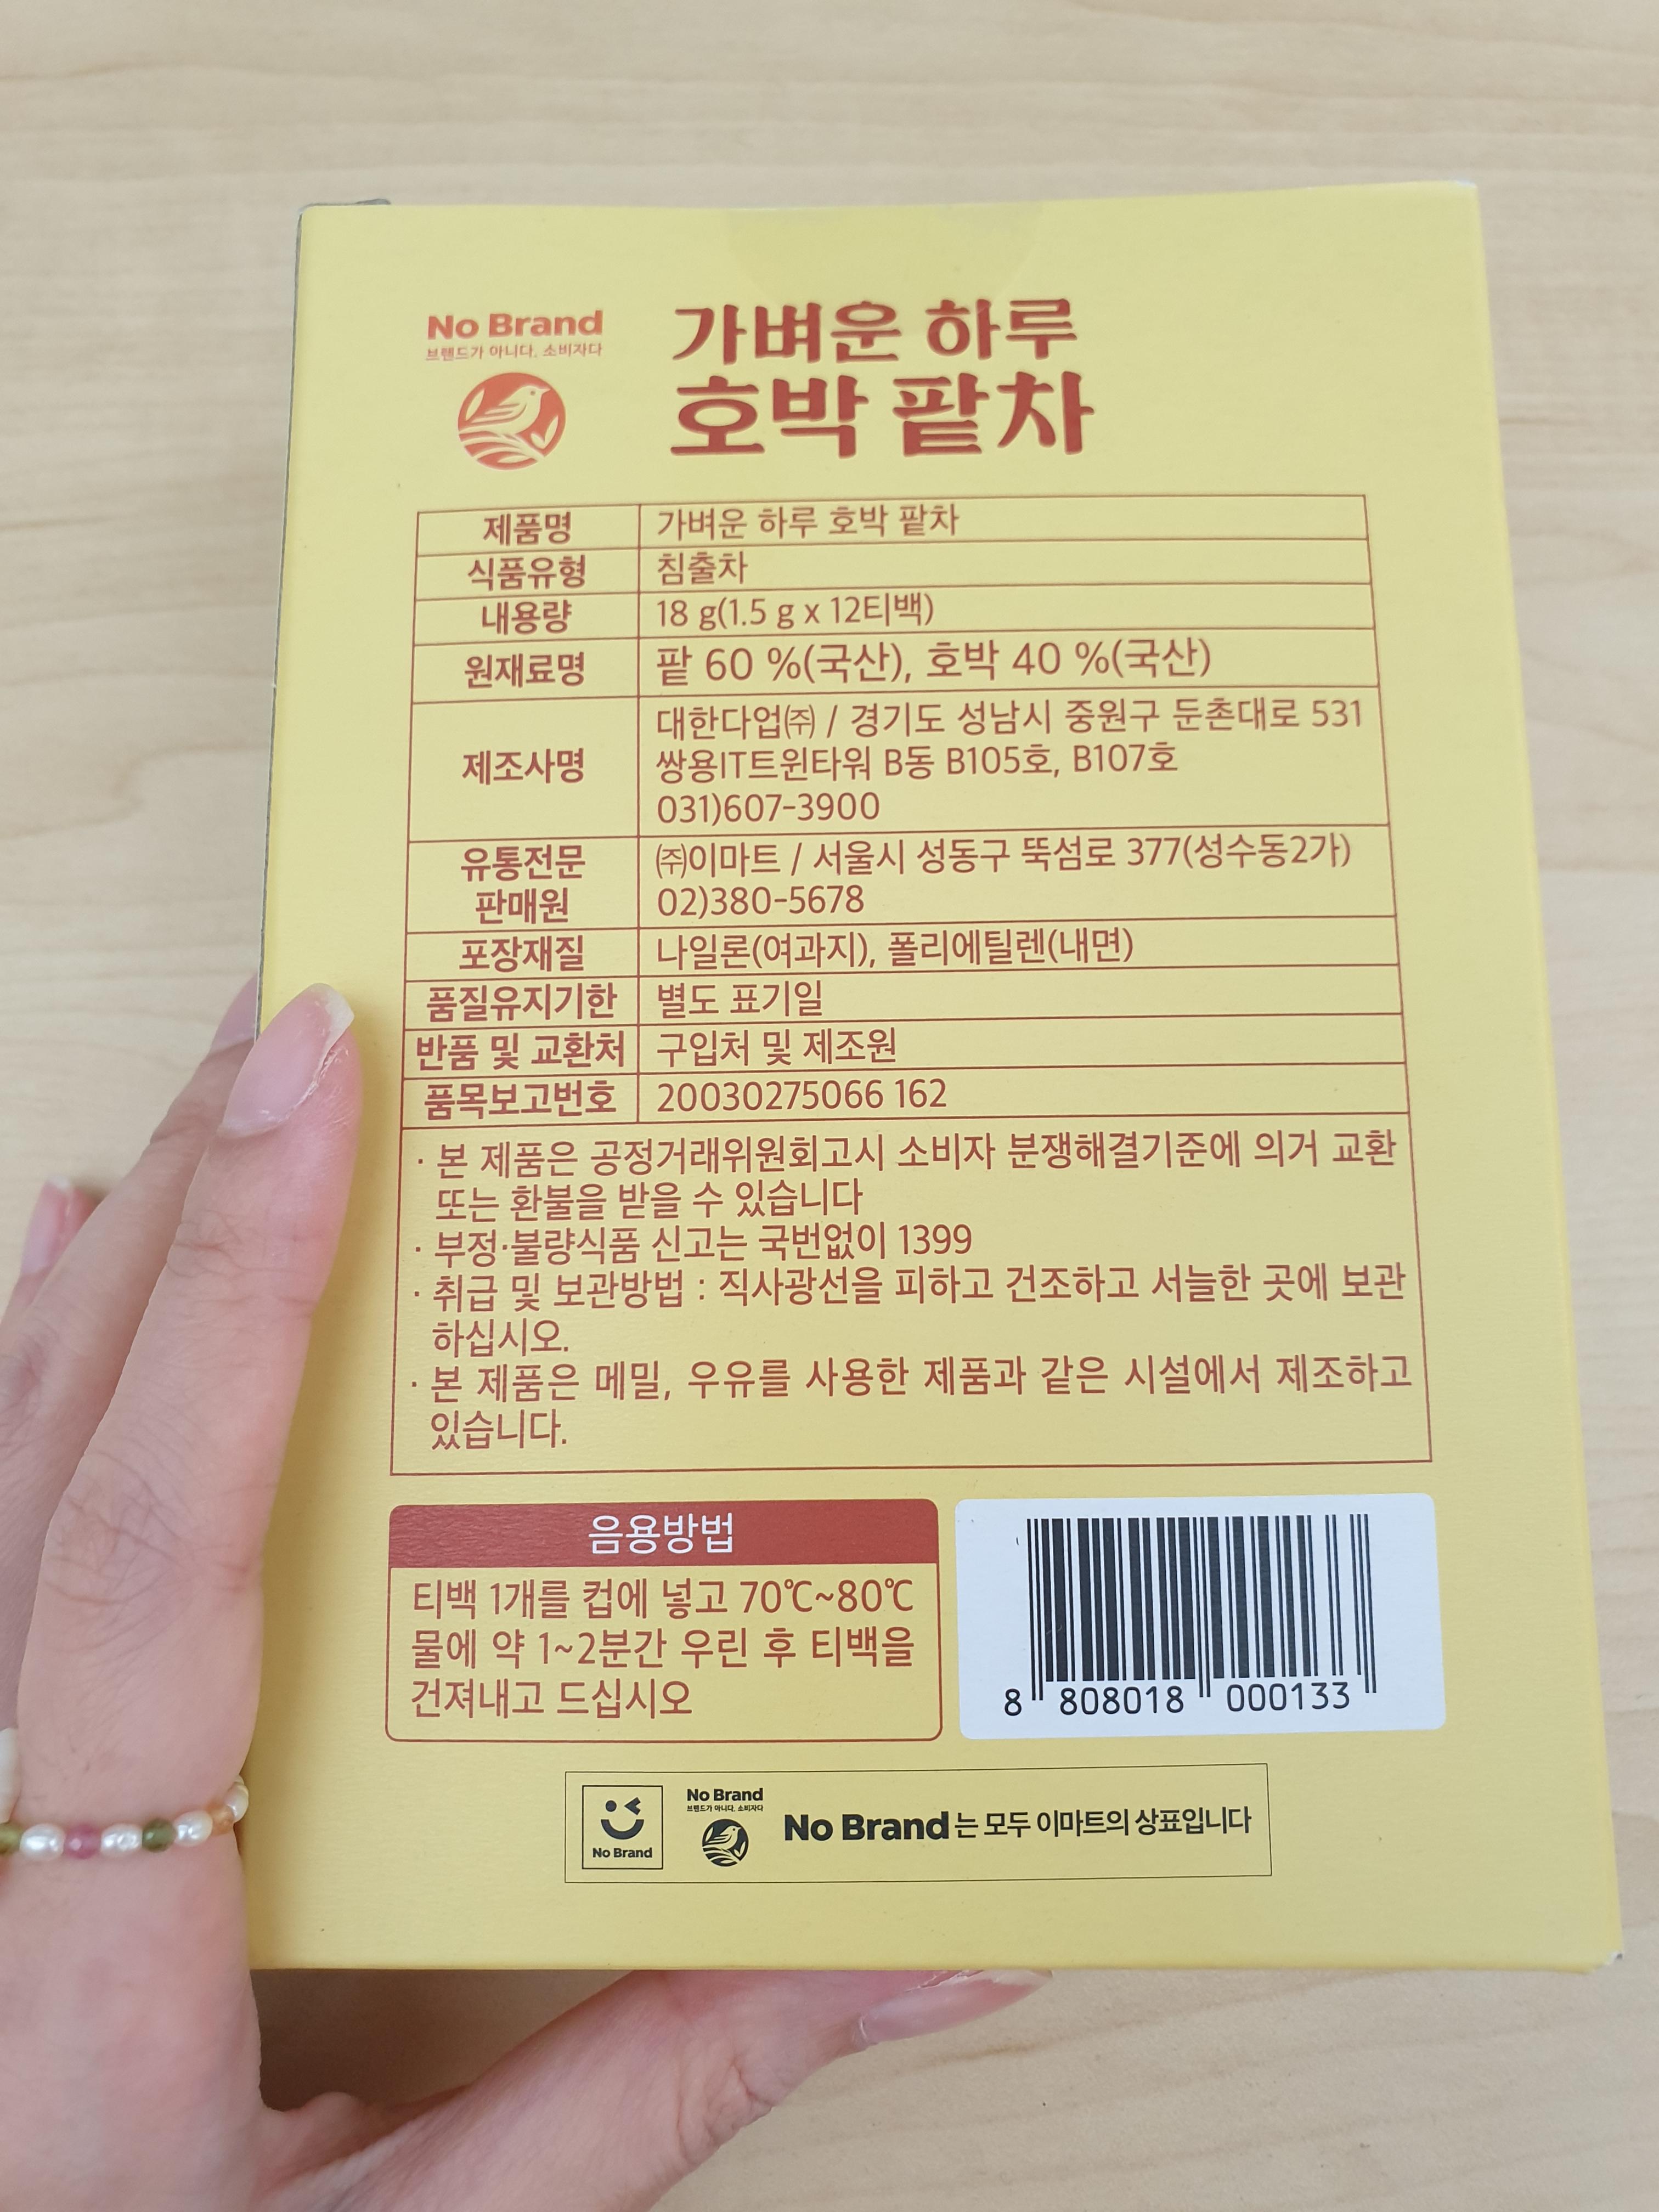 No Brand
브랜드가 아니다. 소비자다
가벼운 하루
호박 팥차
제품명 가벼운 하루 호박 팥차
식품유형 침출차
내용량 18 g(1.5 g x 12티백)
원재료명 팥 60 %(국산), 호박 40 %(국산)
제조사명 대한다업㈜ / 경기도 성남시 중원구 둔촌대로 531
쌍용IT트윈타워 B동 B105호, B107호
031)607-3900
유통전문 ㈜이마트 / 서울시 성동구 뚝섬로 377(성수동2가)
판매원 02)380-5678
포장재질 나일론(여과지), 폴리에틸렌(내면)
품질유지기한 별도 표기일
반품 및 교환처 구입처 및 제조원
품목보고번호 20030275066 162
· 본 제품은 공정거래위원회고시 소비자 분쟁해결기준에 의거 교환
또는 환불을 받을 수 있습니다
· 부정·불량식품 신고는 국번없이 1399
· 취급 및 보관방법 : 직사광선을 피하고 건조하고 서늘한 곳에 보관
하십시오.
· 본 제품은 메밀, 우유를 사용한 제품과 같은 시설에서 제조하고
있습니다.
음용방법
티백 1개를 컵에 넣고 70℃~80℃
물에 약 1~2분간 우린 후 티백을
건져내고 드십시오
8 808018 000133
No Brand
No Brand
브랜드가 아니다. 소비자다
No Brand는 모두 이마트의 상표입니다